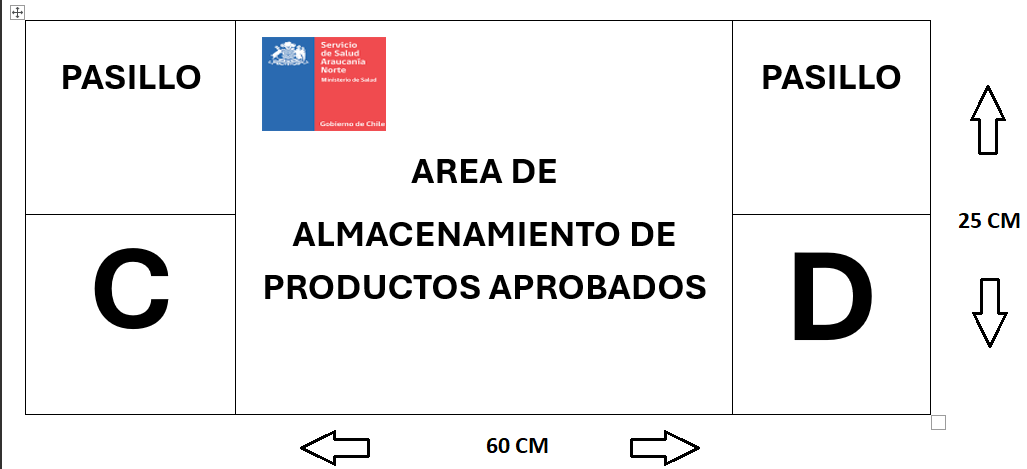 PASILLO
C
Servicio
de Salud
Araucanía
Norte
Ministerio de Salud
Gobierno de Chile
AREA DE
ALMACENAMIENTO DE
PRODUCTOS APROBADOS
PASILLO
D
25 CM
60 CM